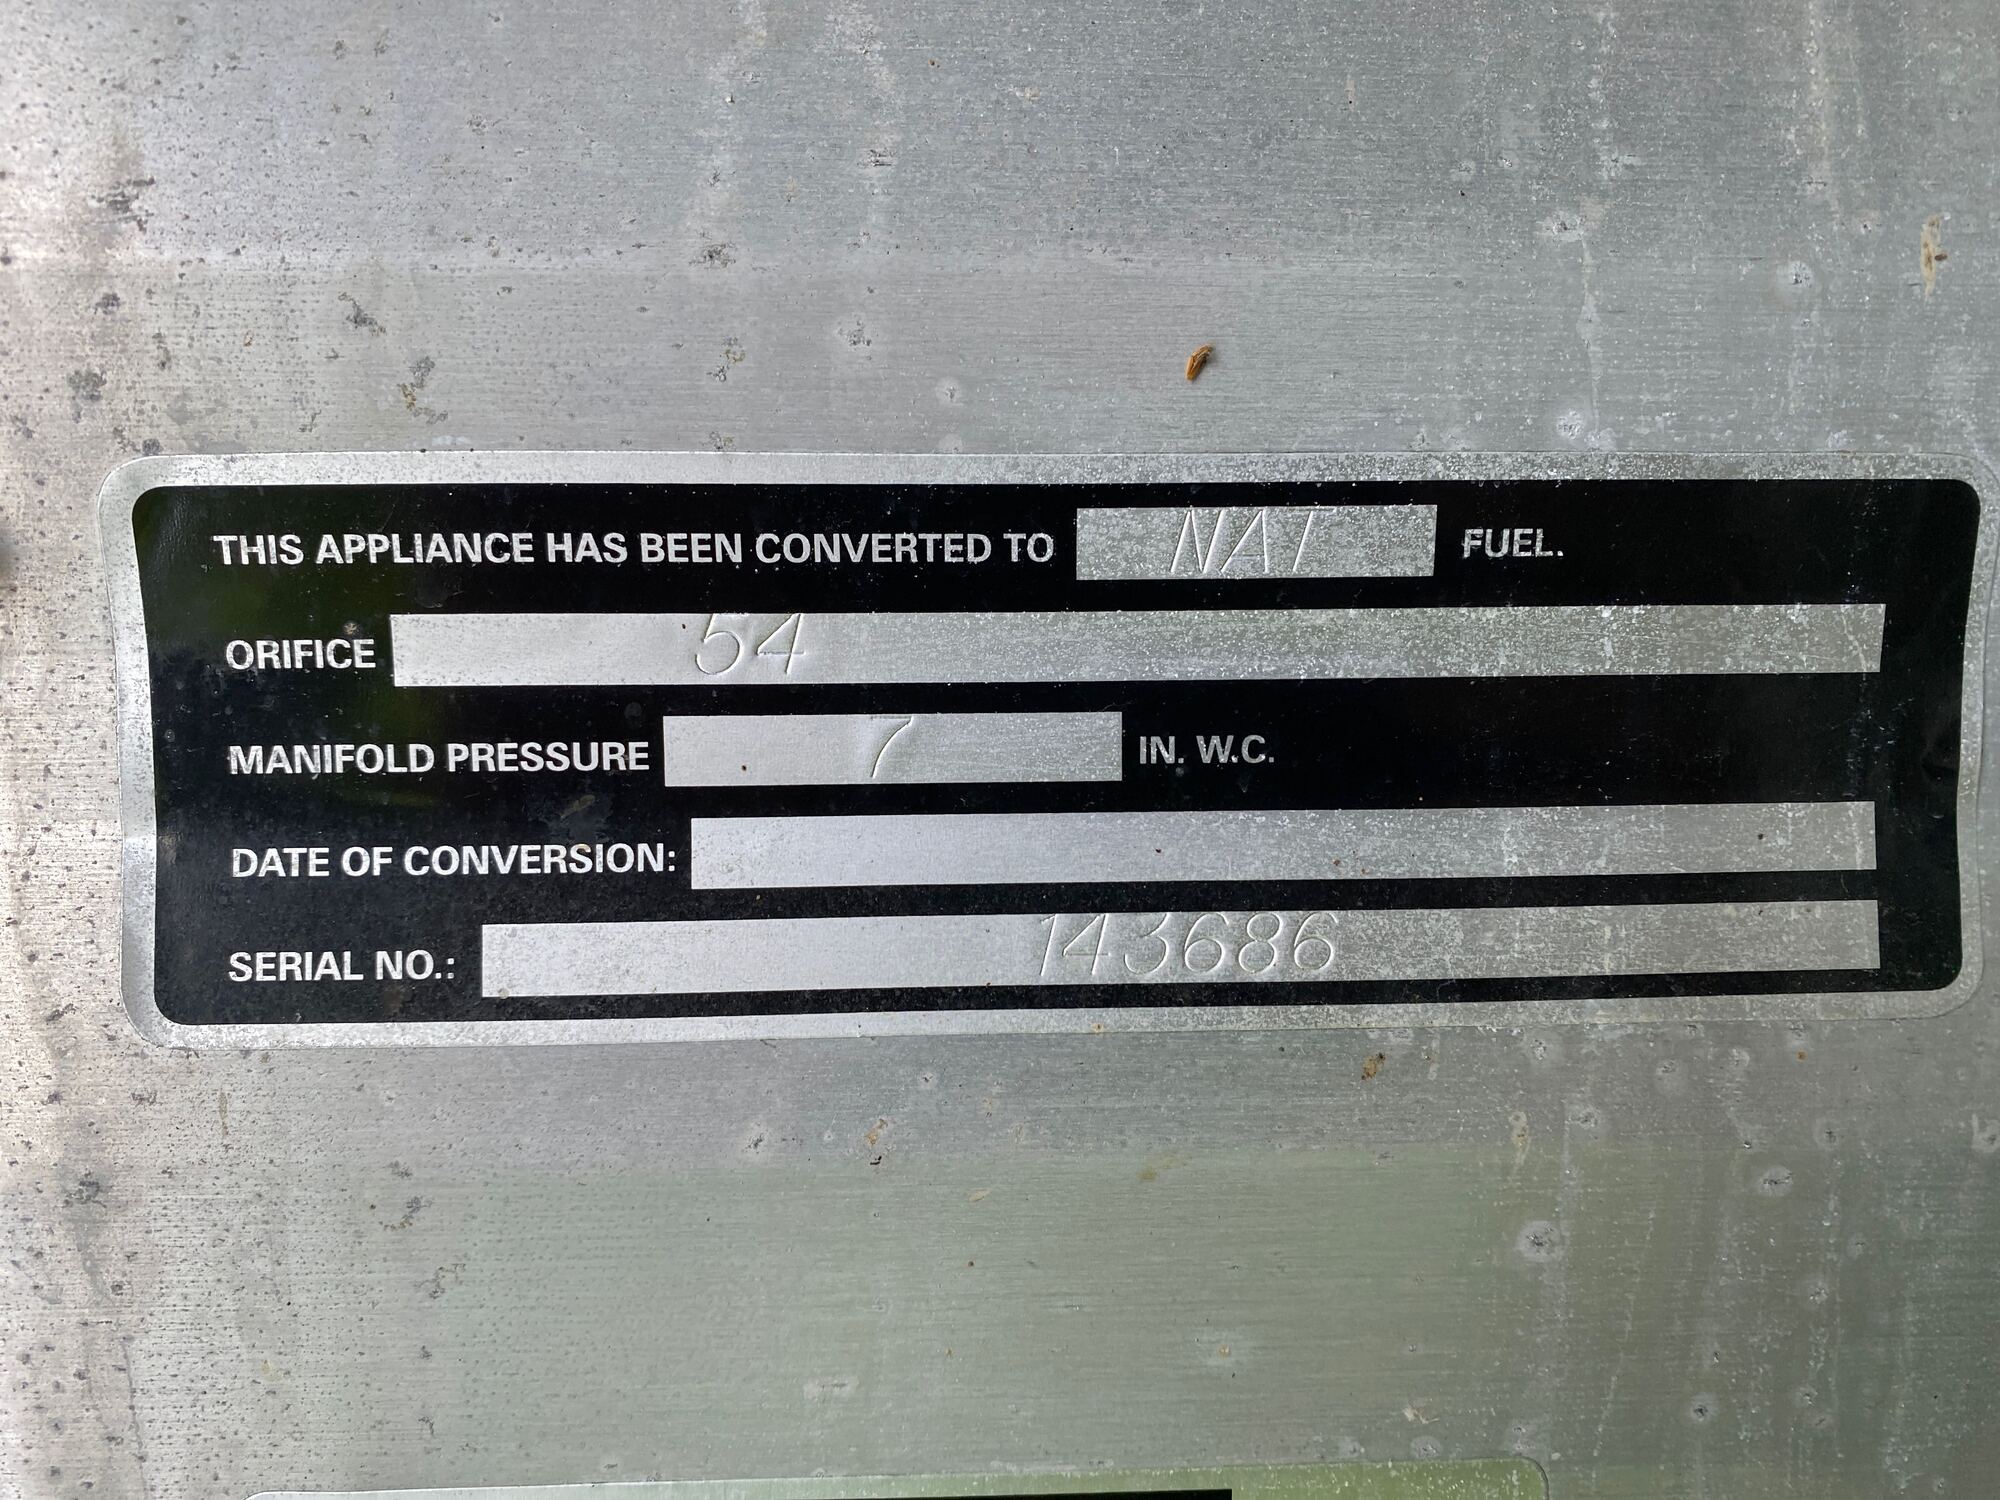 THIS APPLIANCE HAS BEEN CONVERTED TO NAT FUEL.
ORIFICE 54
MANIFOLD PRESSURE 7 IN. W.C.
DATE OF CONVERSION:
SERIAL NO.: 143686